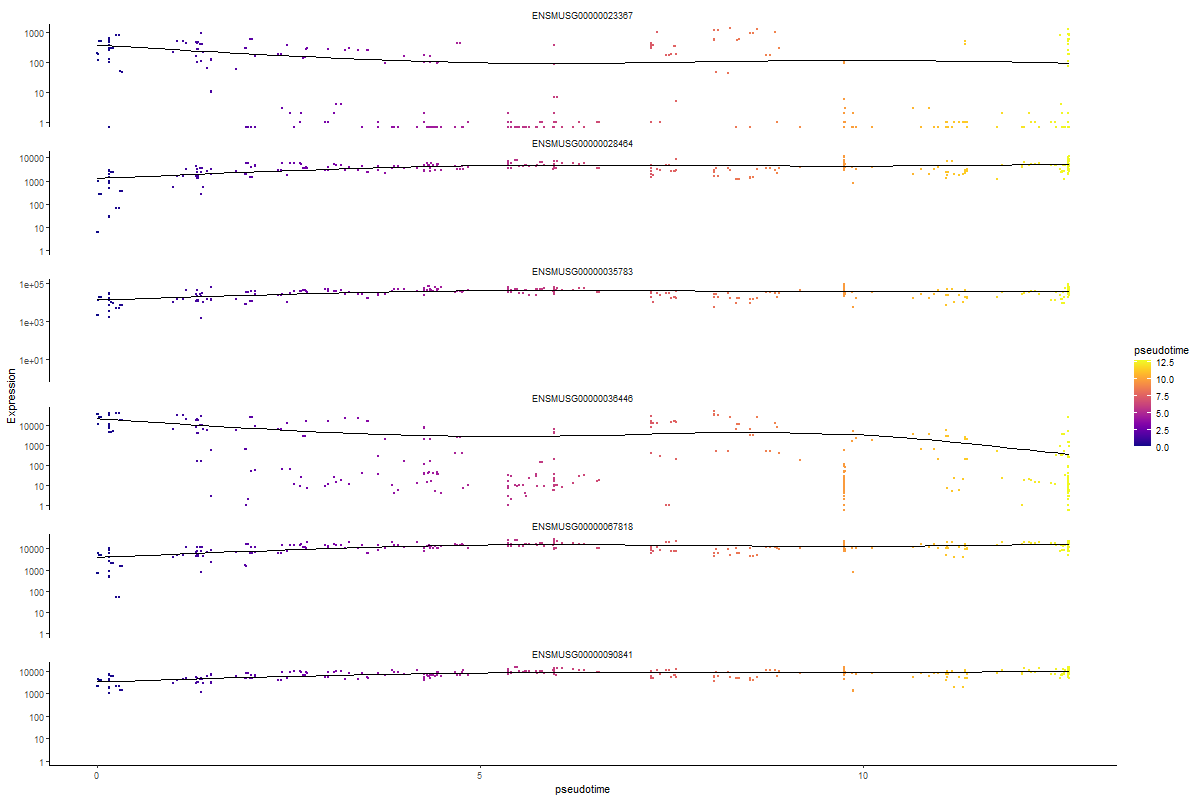 ENSMUSG00000023367
1000
100
10
1
ENSMUSG00000028464
10000
1000
100
10
1
ENSMUSG00000035783
1e+05
1e+03
1e+01
ENSMUSG00000036446
10000
1000
100
10
1
ENSMUSG00000067818
10000
1000
100
10
1
ENSMUSG00000090841
10000
1000
100
10
1
0
5
10
pseudotime
Expression
pseudotime
12.5
10.0
7.5
5.0
2.5
0.0